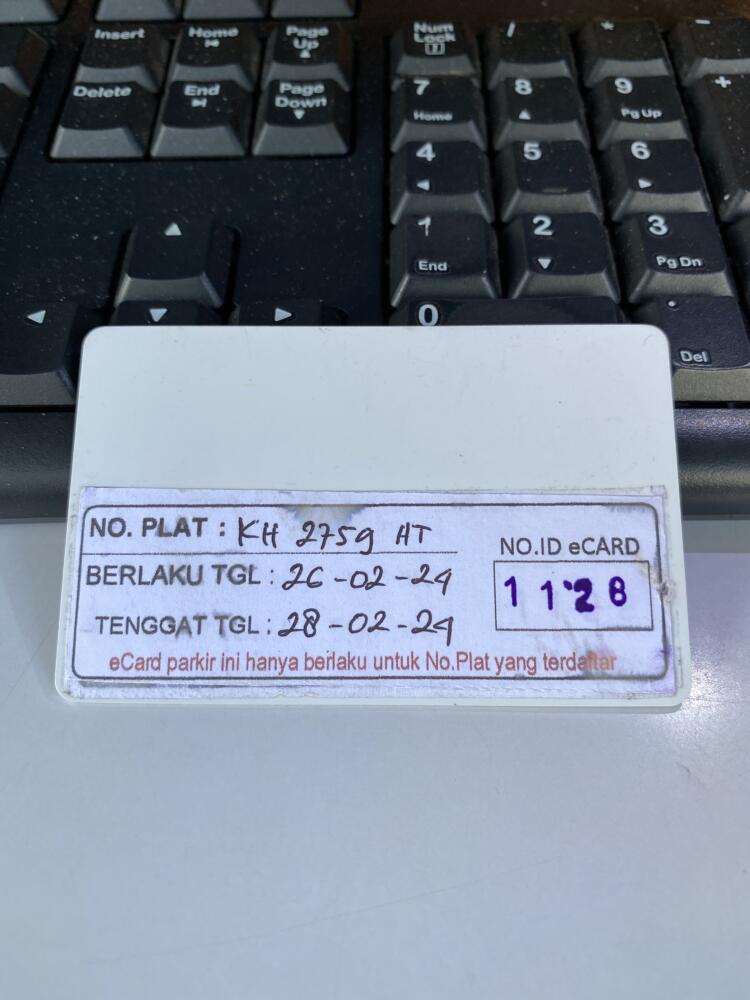 Insert Home Page Up Num Lock / * -
Delete End Page Down 7 Home 8 9 Pg Up +
4 5 6
1 End 2 3 Pg Dn
0 . Del
NO. PLAT : KH 2759 HT
BERLAKU TGL : 26-02-24
TENGGAT TGL : 28-02-24
eCard parkir ini hanya berlaku untuk No.Plat yang terdaftar
NO.ID eCARD
1128